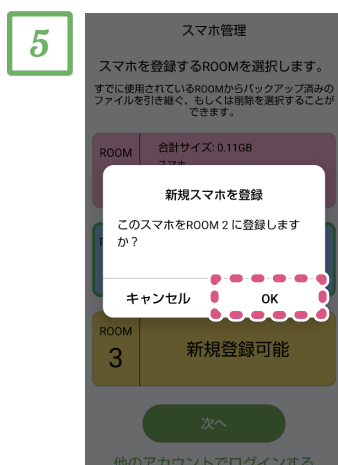 5
スマホ管理
スマホを登録するROOMを選択します。
すでに使用されているROOMからバックアップ済みの
ファイルを引き継ぐ、もしくは削除を選択することが
できます。
ROOM
合計サイズ: 0.11GB
新規スマホを登録
このスマホをROOM 2 に登録します
か？
キャンセル
OK
ROOM
3
新規登録可能
次へ
他のアカウントでログインする